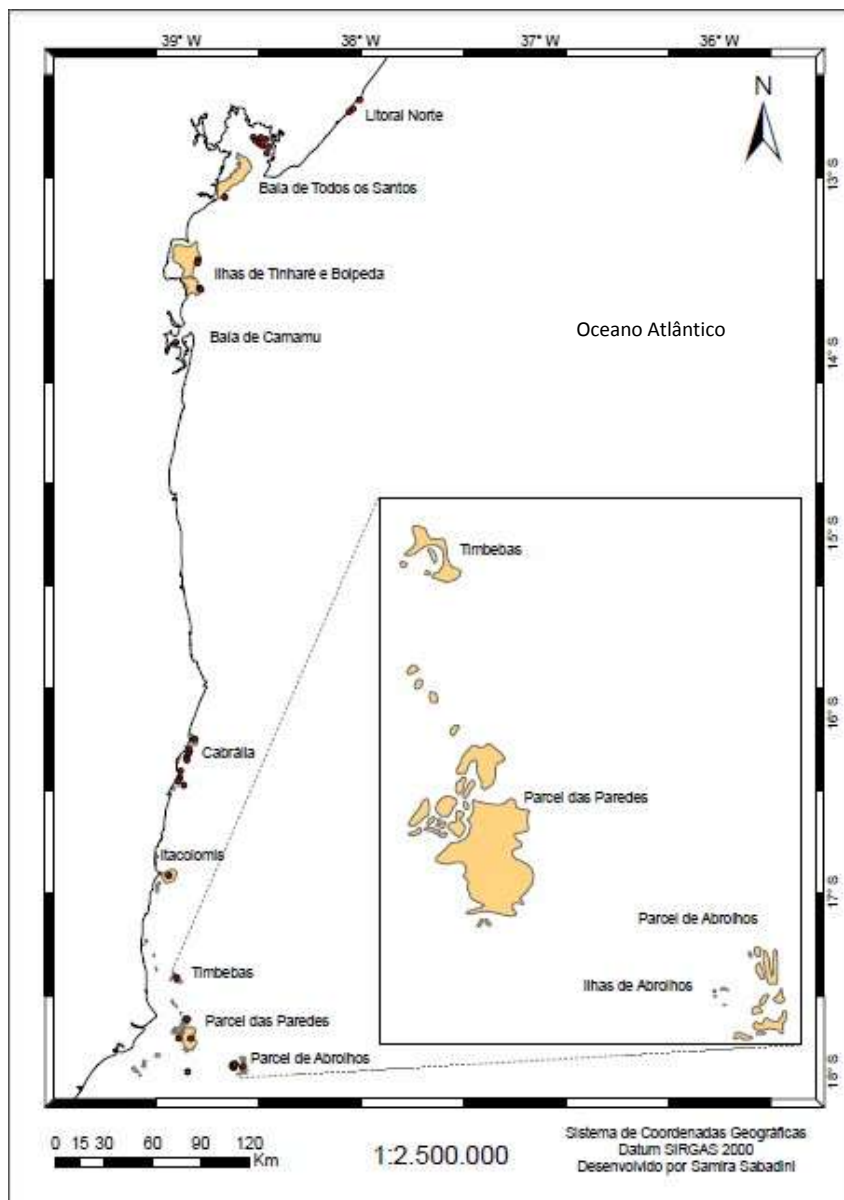 39° W 38° W 37° W 36° W
N
Litoral Norte
13° S
Baía de Todos os Santos
Ilhas de Tinharé e Boipeda
Oceano Atlântico
Baía de Camamu
14° S
15° S
Timbebas
16° S
Cabrália
Parcel das Paredes
Itacolomis
17° S
Parcel de Abrolhos
Timbebas
Ilhas de Abrolhos
Parcel das Paredes
Parcel de Abrolhos
18° S
0 15 30 60 90 120
Km
1:2.500.000
Sistema de Coordenadas Geográficas
Datum SIRGAS 2000
Desenvolvido por Samira Sabadini